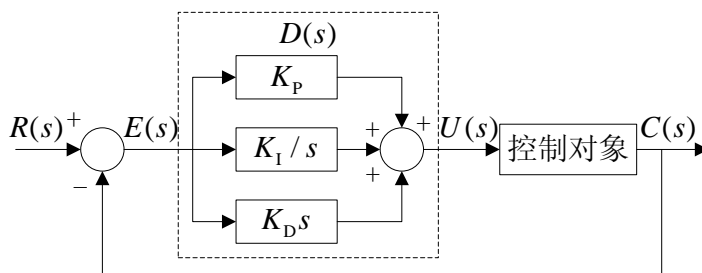 D(s)
K_P
R(s) + E(s) K_I / s + + + U(s) 控制对象 C(s)
−
K_D s